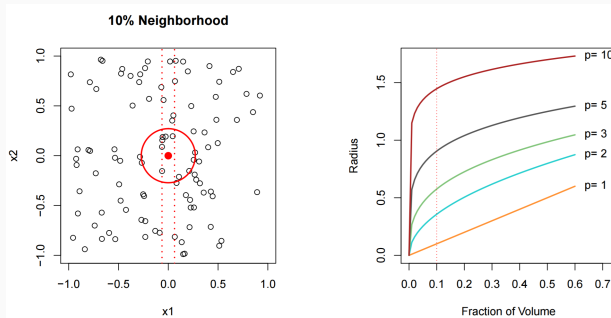 10% Neighborhood
1.0
0.5
0.0
−0.5
−1.0
x2
−1.0 −0.5 0.0 0.5 1.0
x1
p= 10
p= 5
p= 3
p= 2
p= 1
1.5
1.0
0.5
0.0
Radius
0.0 0.1 0.2 0.3 0.4 0.5 0.6 0.7
Fraction of Volume